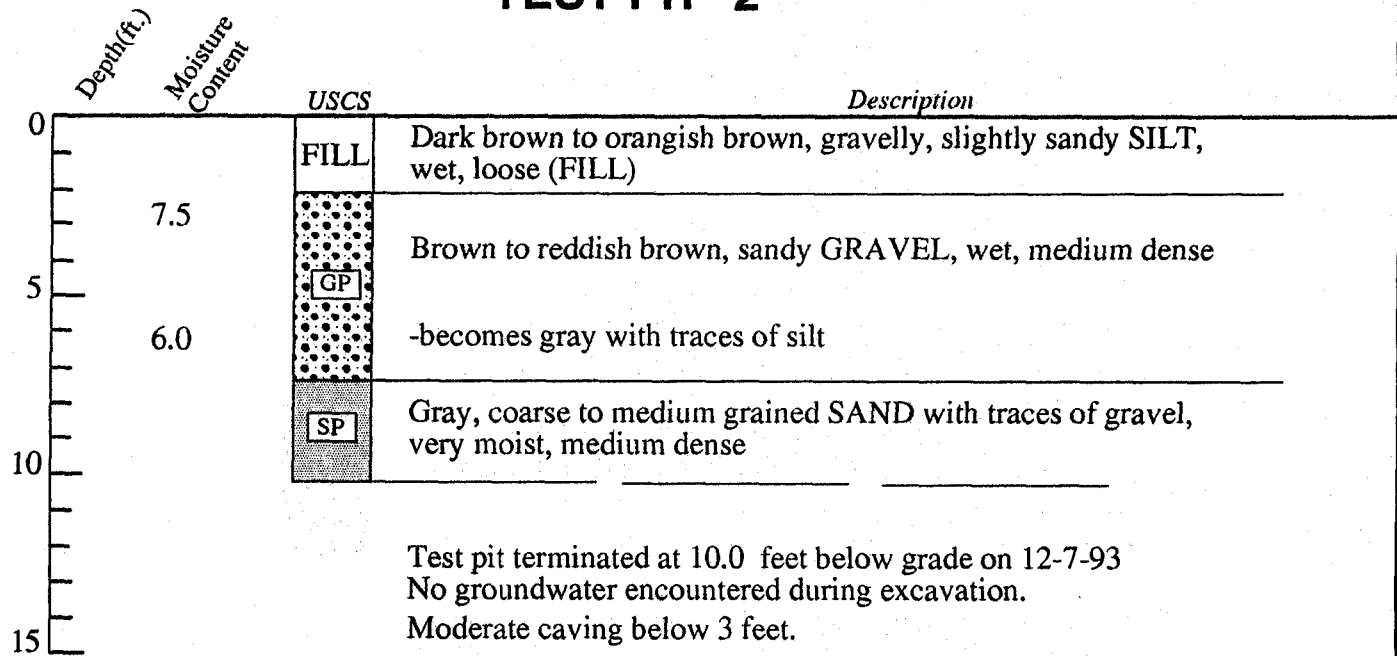 Depth(ft.)
Moisture Content
USCS
Description
0
FILL
Dark brown to orangish brown, gravelly, slightly sandy SILT,
wet, loose (FILL)
7.5
Brown to reddish brown, sandy GRAVEL, wet, medium dense
5
GP
6.0
-becomes gray with traces of silt
SP
Gray, coarse to medium grained SAND with traces of gravel,
very moist, medium dense
10
Test pit terminated at 10.0 feet below grade on 12-7-93
No groundwater encountered during excavation.
Moderate caving below 3 feet.
15